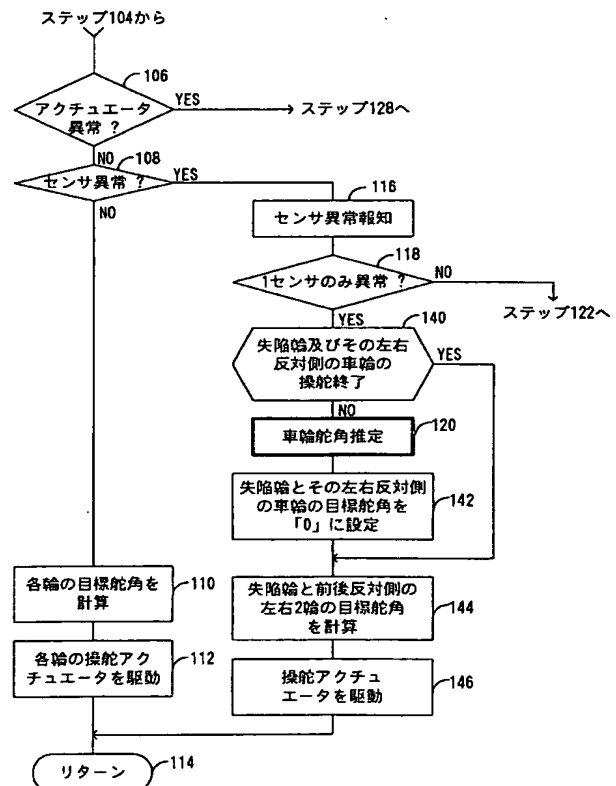 ステップ104から
106
アクチュエータ
異常 ?
YES
ステップ128へ
NO
108
センサ異常 ?
YES
NO
116
センサ異常報知
118
1センサのみ異常 ?
NO
ステップ122へ
YES
140
失陥輪及びその左右
反対側の車輪の
操舵終了
YES
NO
車輪舵角推定
120
失陥輪とその左右反対側
の車輪の目標舵角を
「0」に設定
142
各輪の目標舵角を
計算
110
失陥輪と前後反対側の
左右2輪の目標舵角
を計算
144
各輪の操舵アク
チュエータを駆動
112
操舵アクチュ
エータを駆動
146
リターン
114